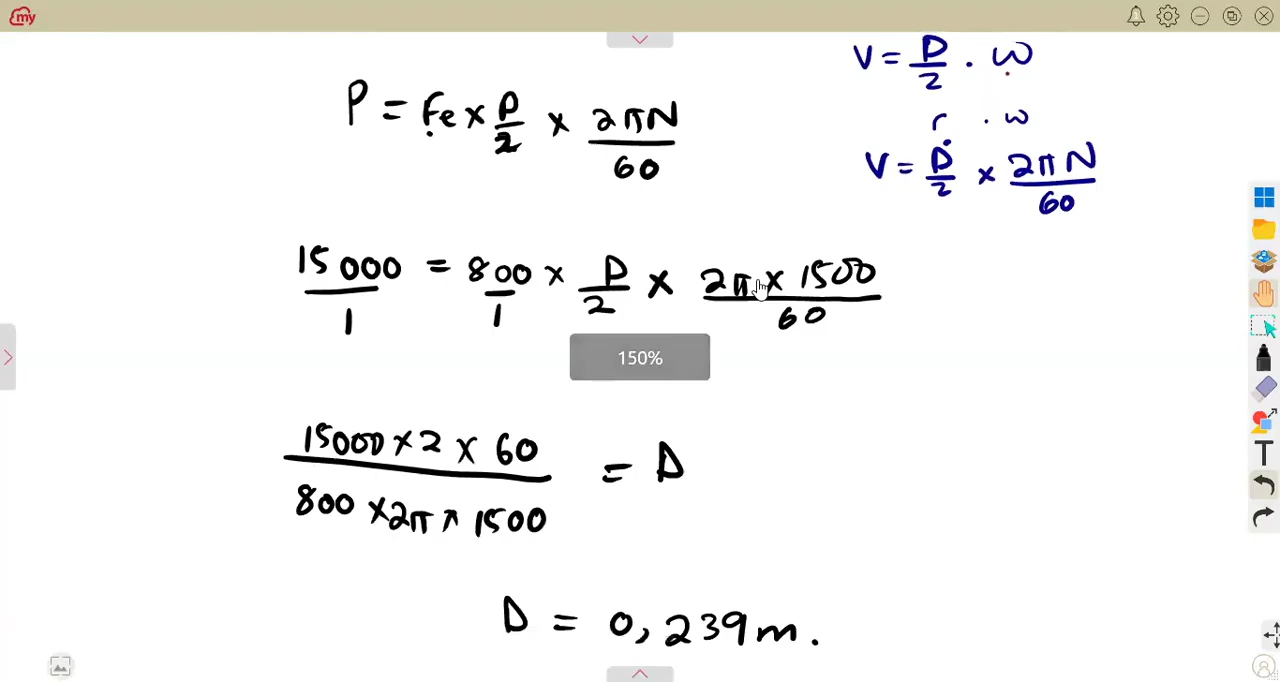 my
V = D/2 . ω
P = Fe × D/2 × 2πN/60
r . ω
V = D/2 × 2πN/60
15000/1 = 800/1 × D/2 × 2π × 1500/60
150%
15000 × 2 × 60 / 800 × 2π × 1500 = D
D = 0,239m.
T